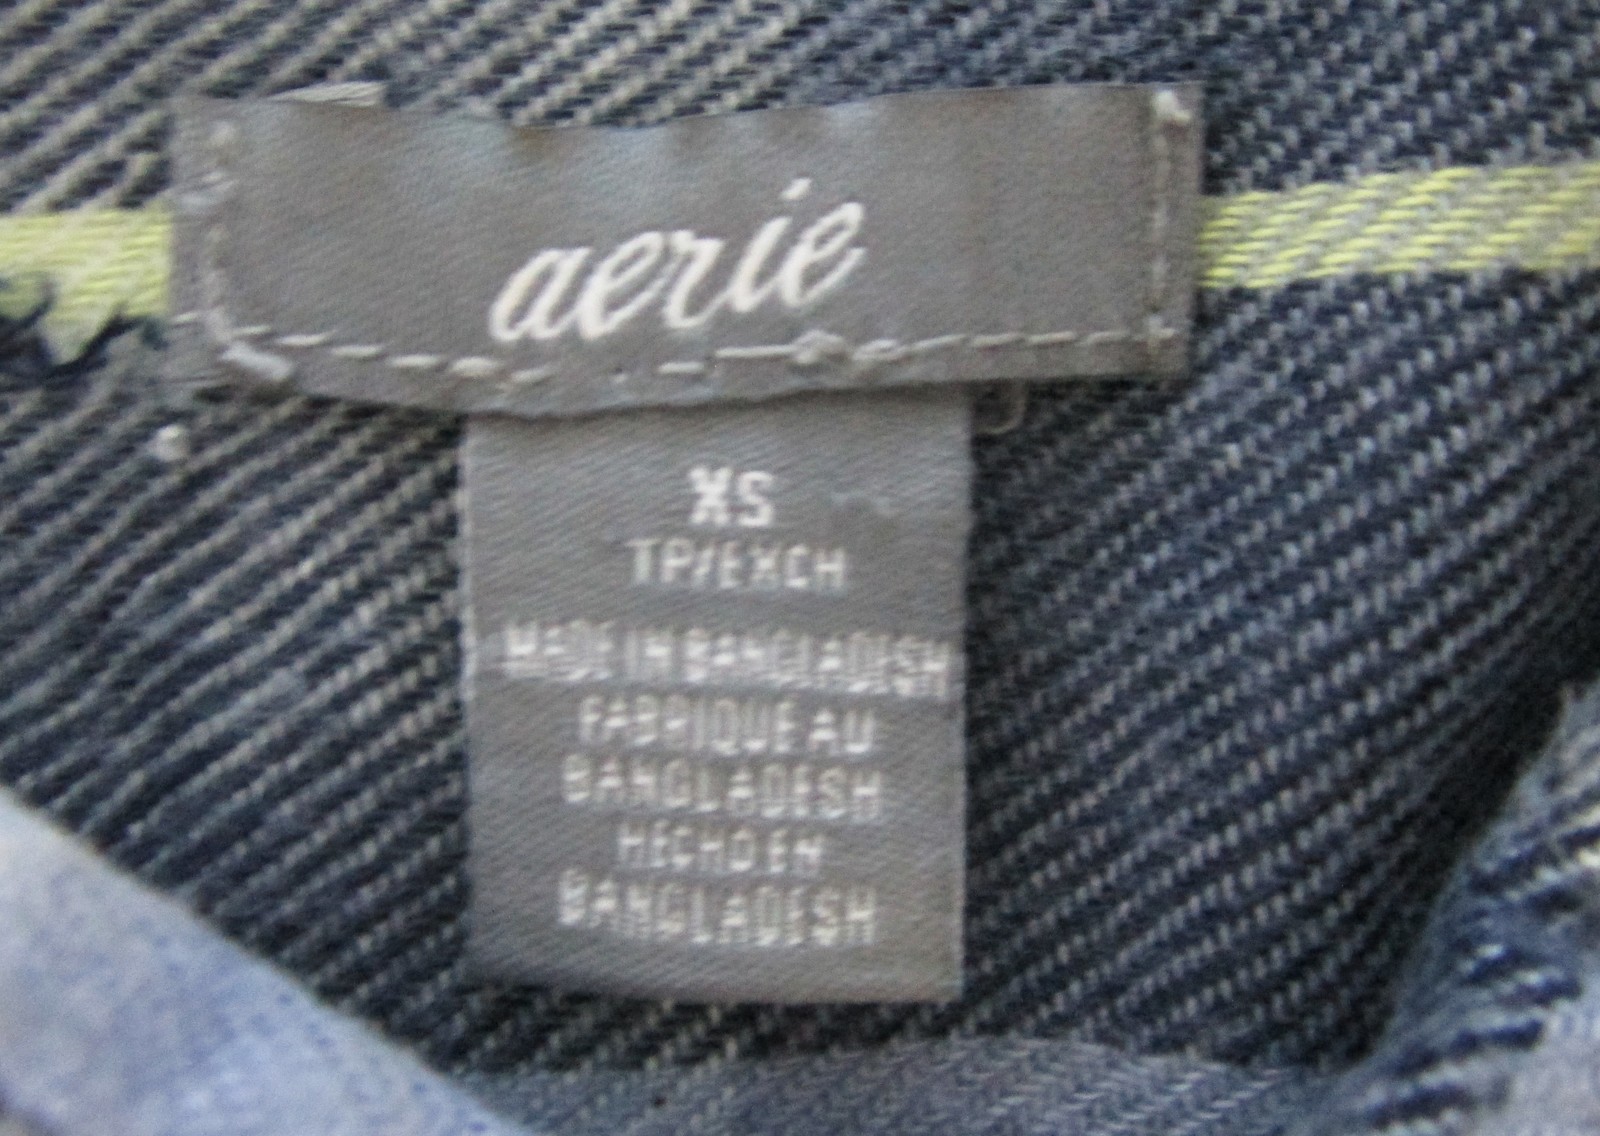 aerie
XS
TP/EXCH
MADE IN BANGLADESH
FABRIQUE AU
BANGLADESH
HECHO EN
BANGLADESH